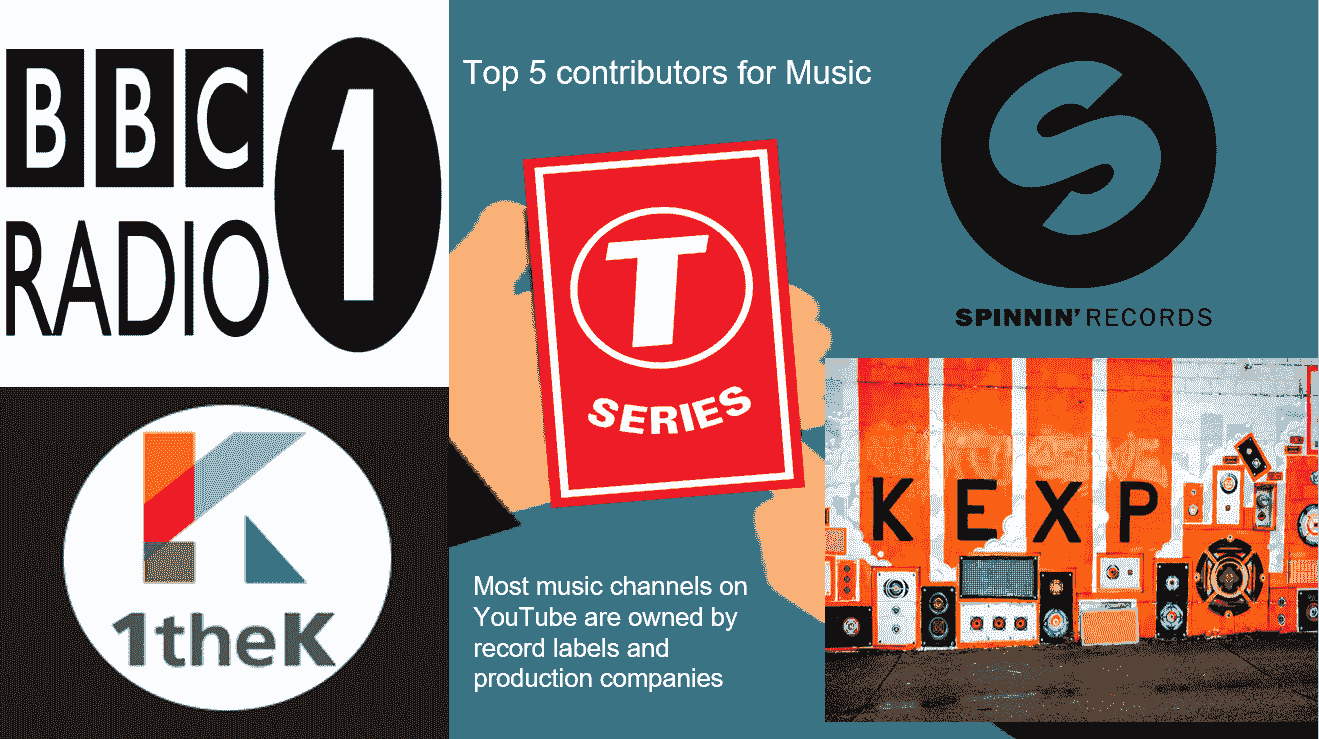 BBC
RADIO
1
Top 5 contributors for Music
SPINNIN' RECORDS
T
SERIES
KEXP
1theK
Most music channels on
YouTube are owned by
record labels and
production companies